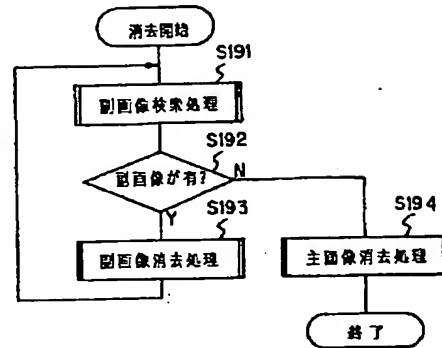 消去開始
S191
副画像検索処理
S192
副画像が有?
N
Y
S193
副画像消去処理
S194
主画像消去処理
終了